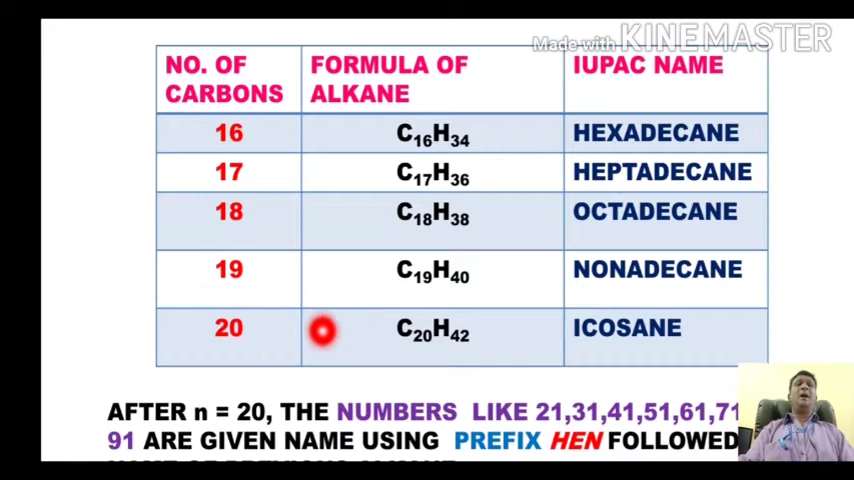 Made with KINEMASTER
NO. OF CARBONS FORMULA OF ALKANE IUPAC NAME
16 C₁₆H₃₄ HEXADECANE
17 C₁₇H₃₆ HEPTADECANE
18 C₁₈H₃₈ OCTADECANE
19 C₁₉H₄₀ NONADECANE
20 C₂₀H₄₂ ICOSANE
AFTER n = 20, THE NUMBERS LIKE 21,31,41,51,61,71
91 ARE GIVEN NAME USING PREFIX HEN FOLLOWED